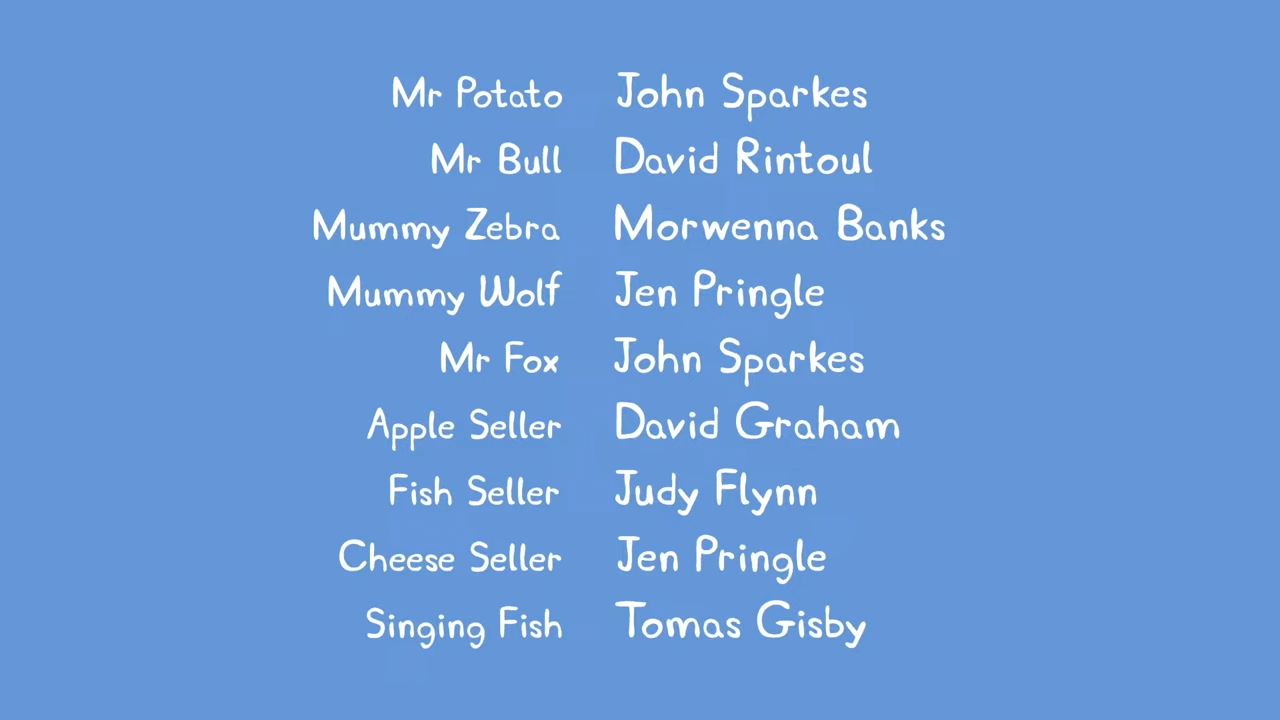 Mr Potato John Sparkes
Mr Bull David Rintoul
Mummy Zebra Morwenna Banks
Mummy Wolf Jen Pringle
Mr Fox John Sparkes
Apple Seller David Graham
Fish Seller Judy Flynn
Cheese Seller Jen Pringle
Singing Fish Tomas Gisby